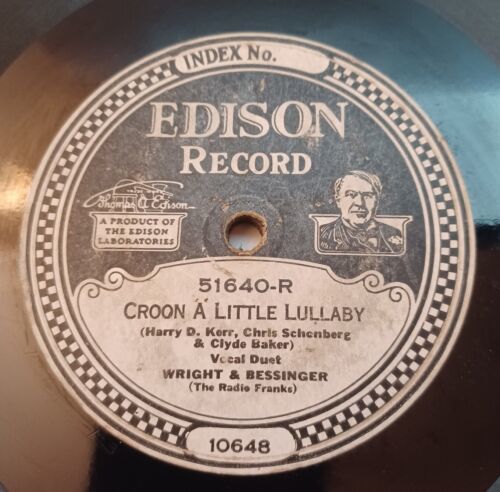 INDEX No.
EDISON
RECORD
Thomas A Edison
A PRODUCT OF
THE EDISON
LABORATORIES
51640-R
CROON A LITTLE LULLABY
(Harry D. Kerr, Chris Schonberg
& Clyde Baker)
Vocal Duet
WRIGHT & BESSINGER
(The Radio Franks)
10648